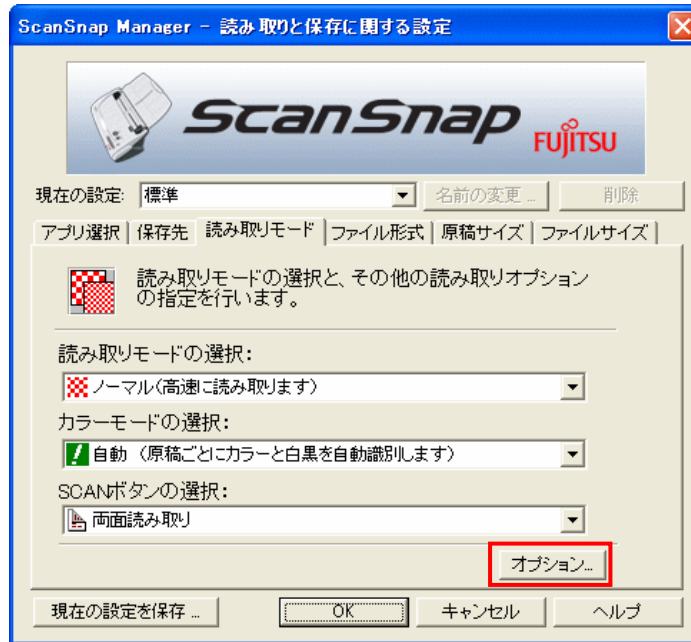 ScanSnap Manager - 読み取りと保存に関する設定
ScanSnap FUJITSU
現在の設定: 標準 名前の変更 ... 削除
アプリ選択 保存先 読み取りモード ファイル形式 原稿サイズ ファイルサイズ
読み取りモードの選択と、その他の読み取りオプション
の指定を行います。
読み取りモードの選択:
ノーマル(高速に読み取ります)
カラーモードの選択:
自動 (原稿ごとにカラーと白黒を自動識別します)
SCANボタンの選択:
両面読み取り
オプション...
現在の設定を保存 ... OK キャンセル ヘルプ